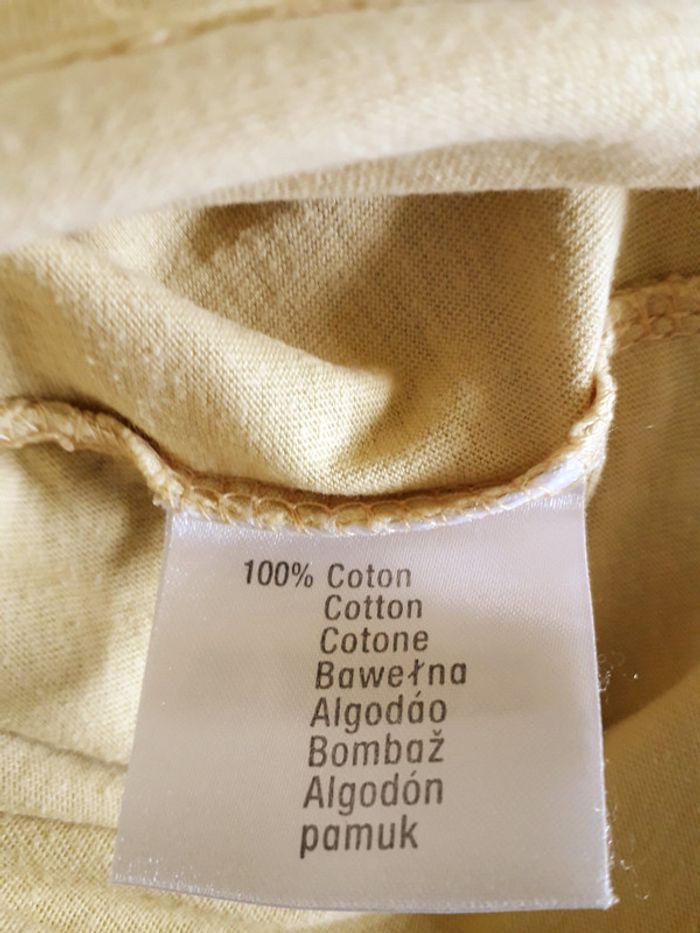 100% Coton
Cotton
Cotone
Bawełna
Algodáo
Bombaž
Algodón
pamuk